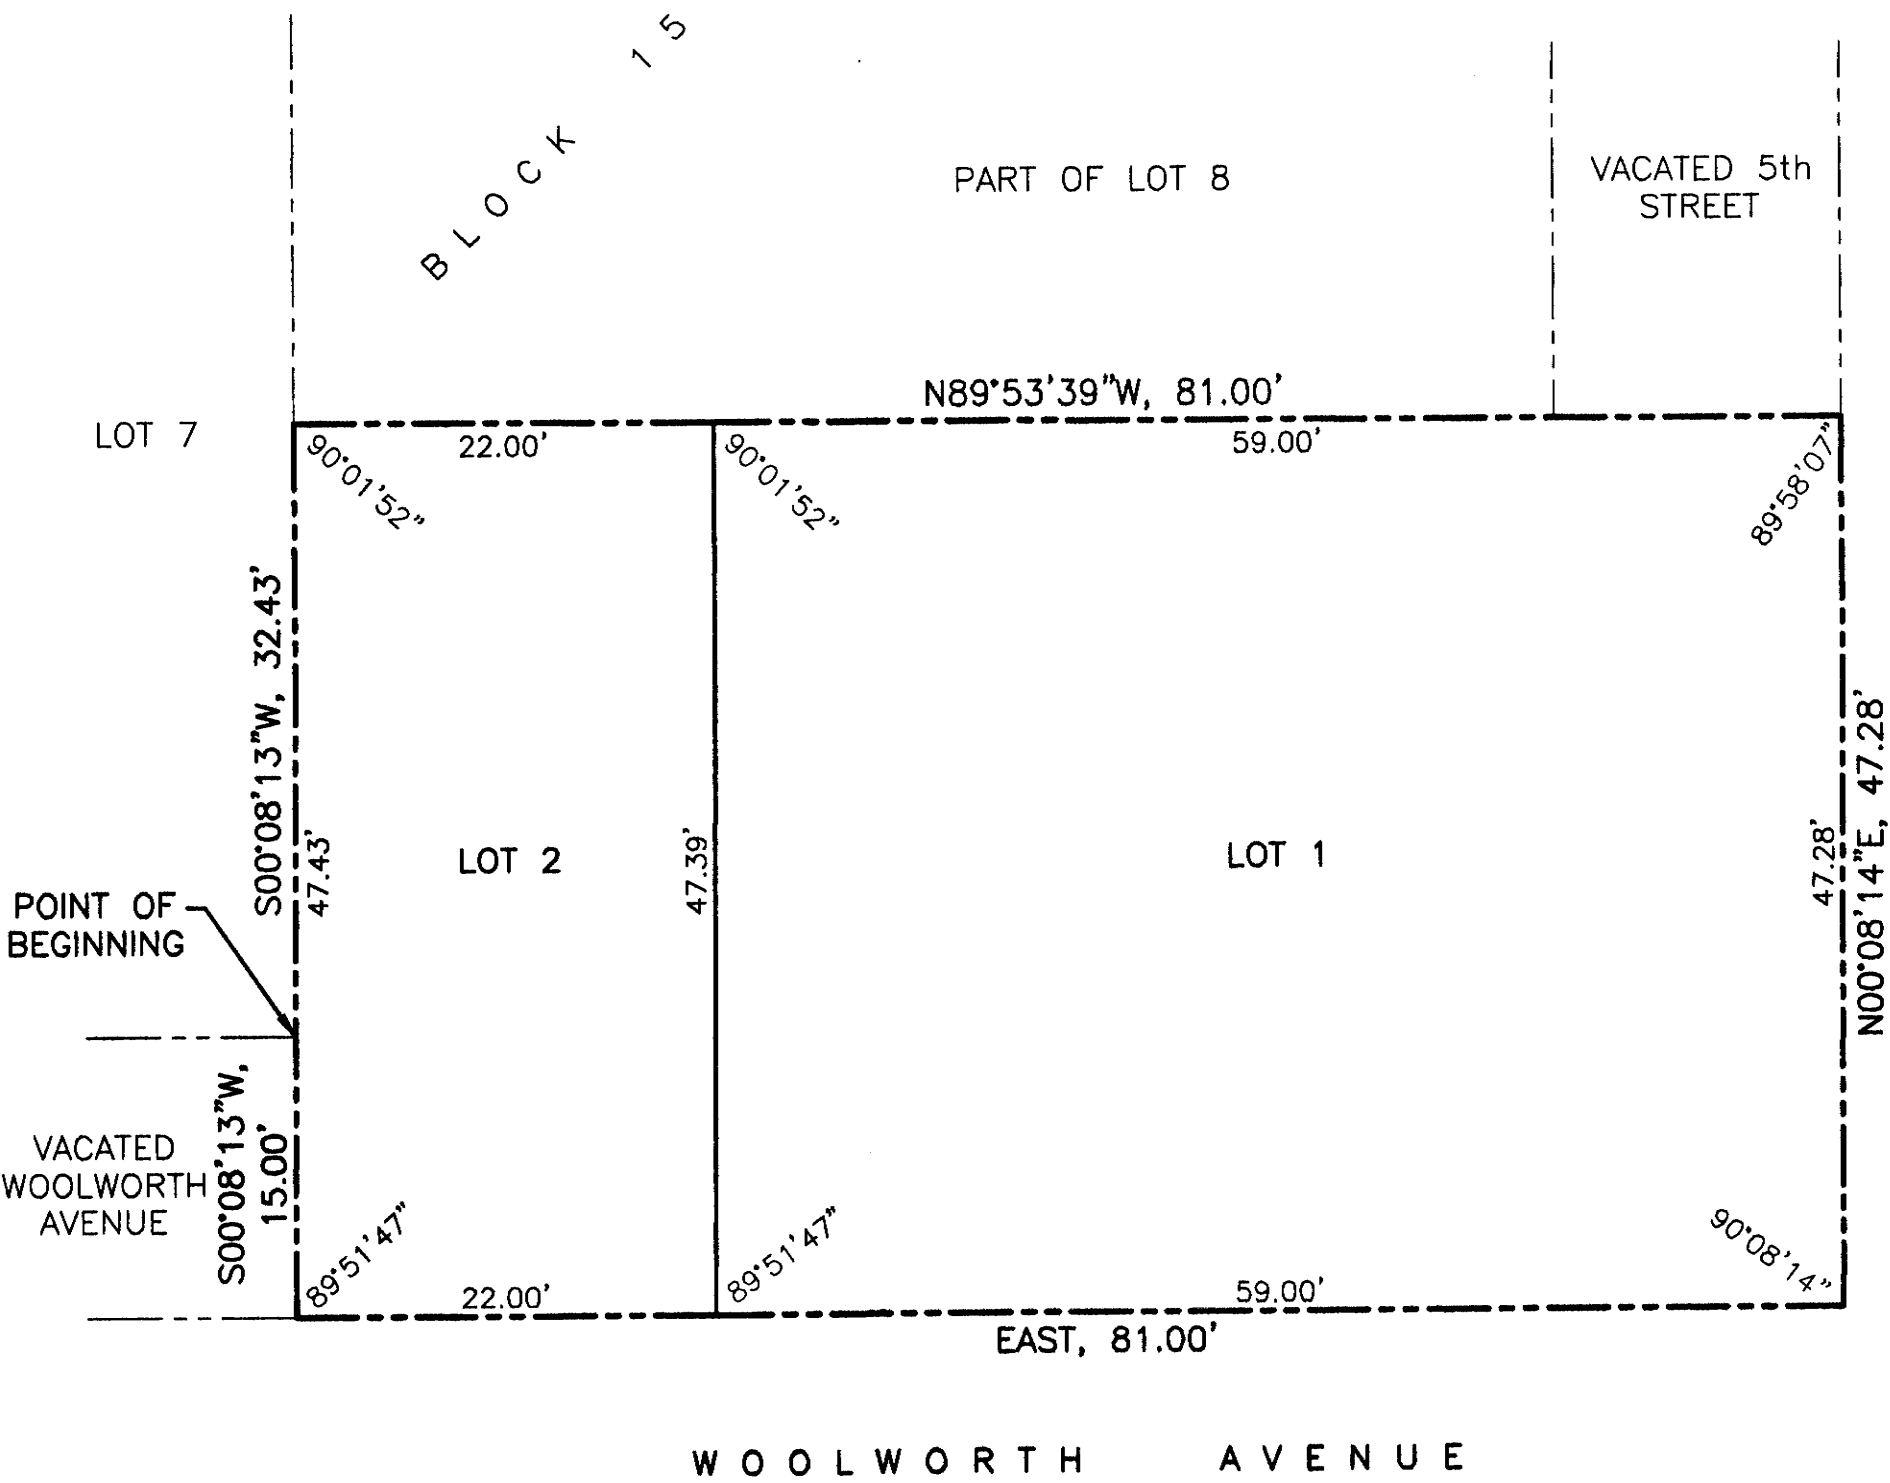 BLOCK 15
PART OF LOT 8
VACATED 5th
STREET
N89°53'39"W, 81.00'
LOT 7
22.00'
59.00'
90°01'52"
90°01'52"
89°58'07"
S00°08'13"W, 32.43'
47.43'
LOT 2
47.39'
LOT 1
47.28'
N00°08'14"E, 47.28'
POINT OF
BEGINNING
VACATED
WOOLWORTH
AVENUE
S00°08'13"W,
15.00'
89°51'47"
89°51'47"
90°08'14"
22.00'
59.00'
EAST, 81.00'
WOOLWORTH AVENUE